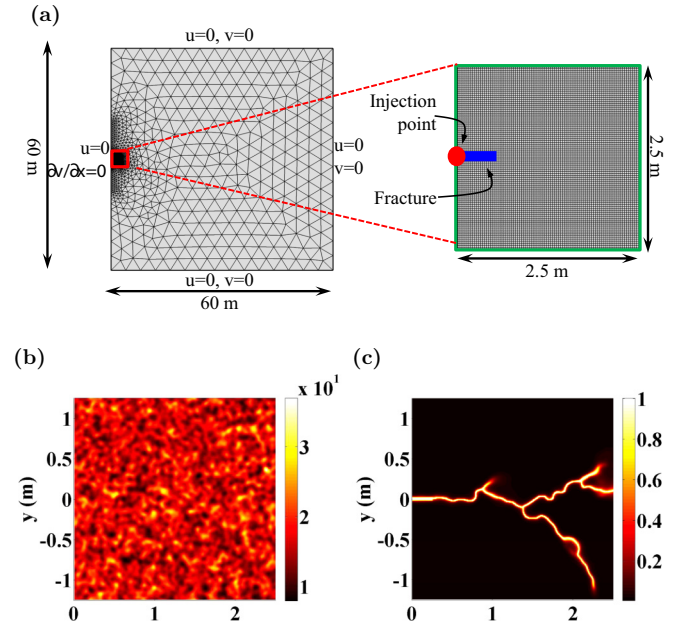 (a)
u=0, v=0
60 m
u=0
∂v/∂x=0
u=0
v=0
u=0, v=0
60 m
Injection
point
Fracture
2.5 m
2.5 m
(b)
x 10¹
1
0.5
0
-0.5
-1
y (m)
3
2
1
0
1
2
(c)
1
0.5
0
-0.5
-1
y (m)
1
0.8
0.6
0.4
0.2
0
1
2